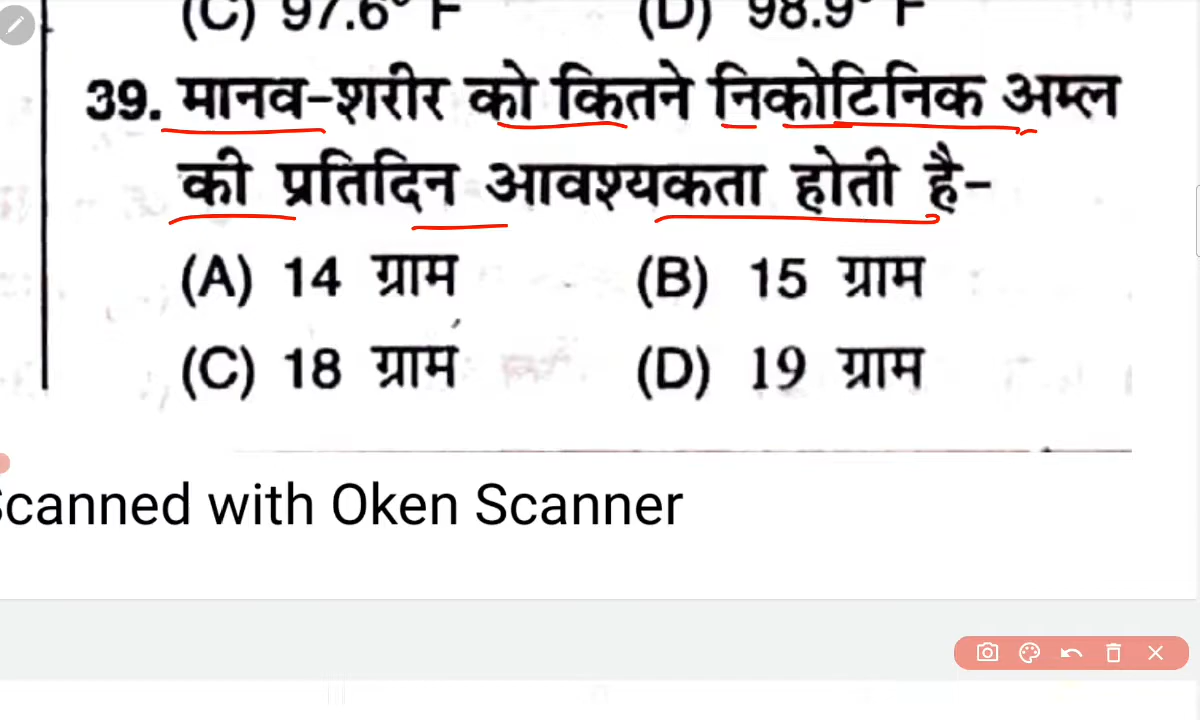 (C) 97.6° F (D) 98.9° F
39. मानव-शरीर को कितने निकोटिनिक अम्ल
की प्रतिदिन आवश्यकता होती है-
(A) 14 ग्राम (B) 15 ग्राम
(C) 18 ग्राम (D) 19 ग्राम
Scanned with Oken Scanner